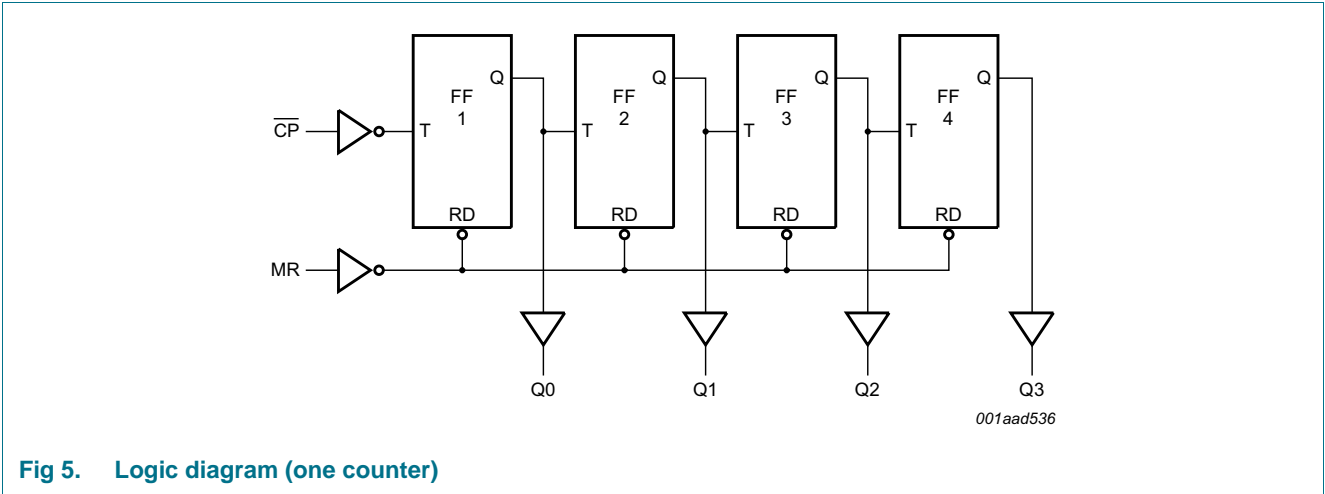 Q Q Q Q
FF FF FF FF
1 2 3 4
C̅P̅ T T T T
RD RD RD RD
MR
Q0 Q1 Q2 Q3
001aad536
Fig 5. Logic diagram (one counter)